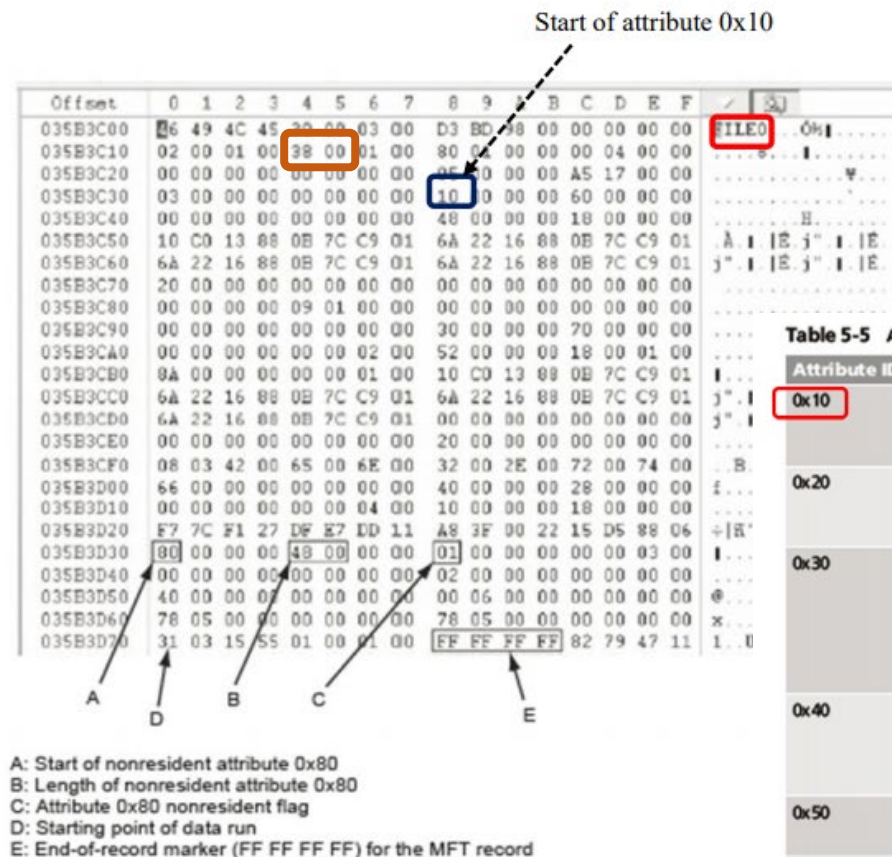 Start of attribute 0x10
Offset 0 1 2 3 4 5 6 7 8 9 A B C D E F
035B3C00 46 49 4C 45 30 00 03 00 D3 BD 98 00 00 00 00 00 FILE0
035B3C10 02 00 01 00 38 00 01 00 80 01 00 00 00 04 00 00
035B3C20 00 00 00 00 00 00 00 00 00 00 00 A5 17 00 00
035B3C30 03 00 00 00 00 00 00 00 10 00 00 60 00 00 00
035B3C40 00 00 00 00 00 00 00 00 48 00 00 00 18 00 00 00
035B3C50 10 C0 13 88 0B 7C C9 01 6A 22 16 88 0B 7C C9 01
035B3C60 6A 22 16 88 0B 7C C9 01 6A 22 16 88 0B 7C C9 01
035B3C70 20 00 00 00 00 00 00 00 00 00 00 00 00 00 00 00
035B3C80 00 00 00 00 09 01 00 00 00 00 00 00 00 00 00 00
035B3C90 00 00 00 00 00 00 00 00 30 00 00 00 70 00 00 00
035B3CA0 00 00 00 00 00 00 02 00 52 00 00 00 18 00 01 00
035B3CB0 8A 00 00 00 00 00 01 00 10 C0 13 88 0B 7C C9 01
035B3CC0 6A 22 16 88 0B 7C C9 01 6A 22 16 88 0B 7C C9 01
035B3CD0 6A 22 16 88 0B 7C C9 01 00 00 00 00 00 00 00 00
035B3CE0 00 00 00 00 00 00 00 00 20 00 00 00 00 00 00 00
035B3CF0 08 03 42 00 65 00 6E 00 32 00 2E 00 72 00 74 00
035B3D00 66 00 00 00 00 00 00 00 40 00 00 00 28 00 00 00
035B3D10 00 00 00 00 00 00 04 00 10 00 00 00 18 00 00 00
035B3D20 F7 7C F1 27 DF E7 DD 11 A8 3F 00 22 15 D5 88 06
035B3D30 80 00 00 00 48 00 00 00 01 00 00 00 00 00 03 00
035B3D40 00 00 00 00 00 00 00 00 02 00 00 00 00 00 00 00
035B3D50 40 00 00 00 00 00 00 00 00 06 00 00 00 00 00 00
035B3D60 78 05 00 00 00 00 00 00 78 05 00 00 00 00 00 00
035B3D70 31 03 15 55 01 00 01 00 FF FF FF FF 82 79 47 11
Table 5-5
Attribute
0x10
0x20
0x30
0x40
0x50
A
D
B
C
E
A: Start of nonresident attribute 0x80
B: Length of nonresident attribute 0x80
C: Attribute 0x80 nonresident flag
D: Starting point of data run
E: End-of-record marker (FF FF FF FF) for the MFT record